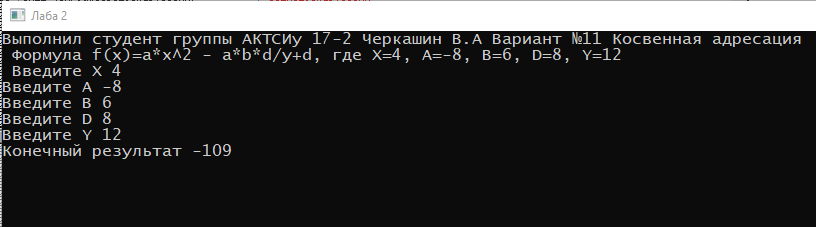 Лаба 2
Выполнил студент группы АКТСИу 17-2 Черкашин В.А Вариант №11 Косвенная адресация
Формула f(x)=a*x^2 - a*b*d/y+d, где X=4, A=-8, B=6, D=8, Y=12
Введите X 4
Введите A -8
Введите B 6
Введите D 8
Введите Y 12
Конечный результат -109